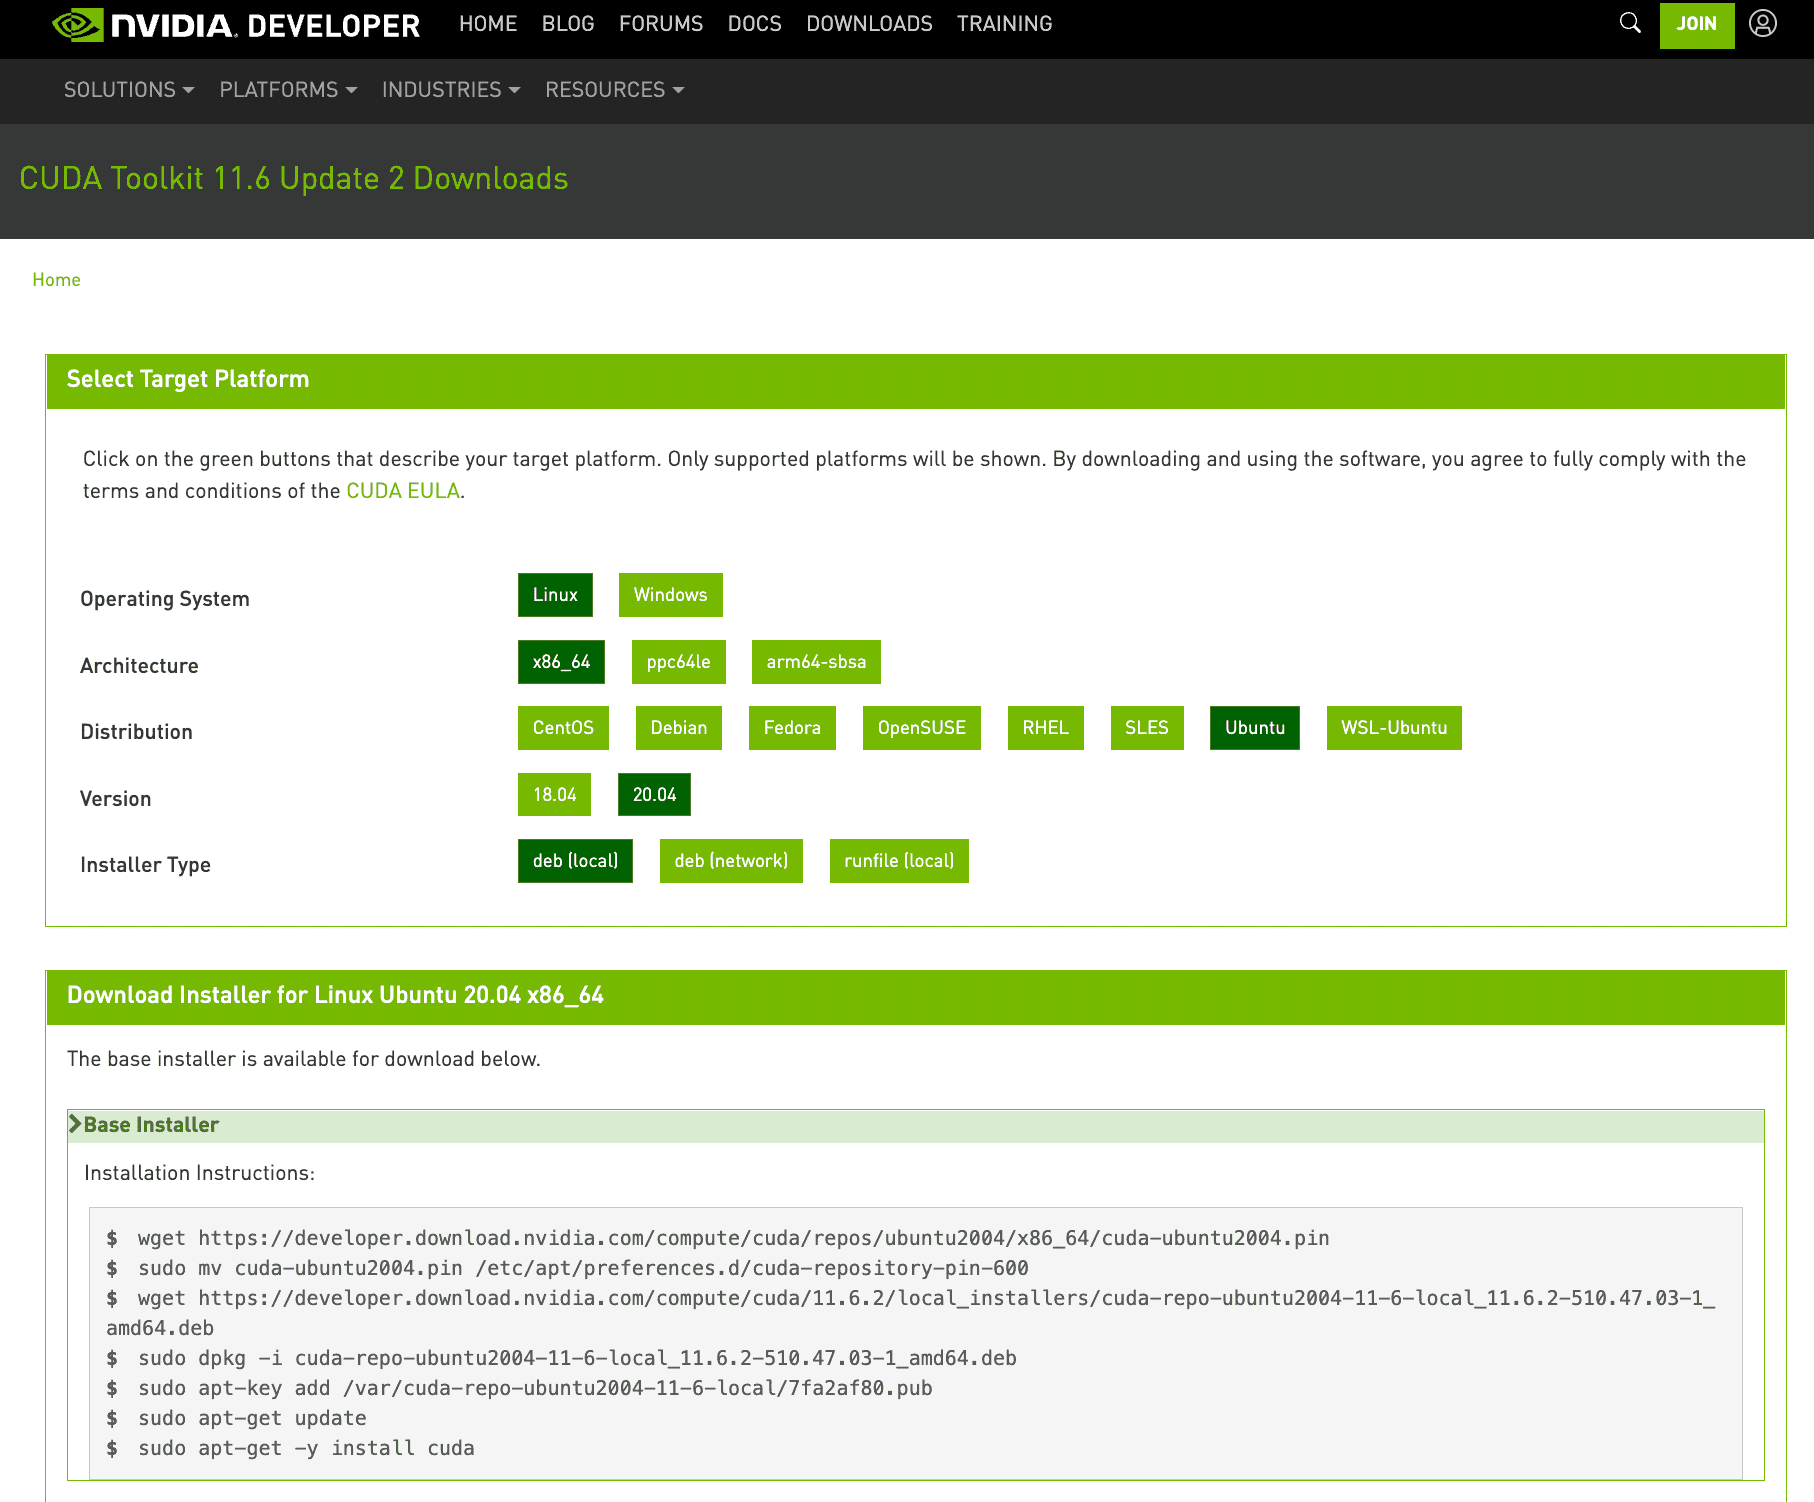 NVIDIA. DEVELOPER HOME BLOG FORUMS DOCS DOWNLOADS TRAINING JOIN
SOLUTIONS PLATFORMS INDUSTRIES RESOURCES
CUDA Toolkit 11.6 Update 2 Downloads
Home
Select Target Platform
Click on the green buttons that describe your target platform. Only supported platforms will be shown. By downloading and using the software, you agree to fully comply with the
terms and conditions of the CUDA EULA.
Operating System Linux Windows
Architecture x86_64 ppc64le arm64-sbsa
Distribution CentOS Debian Fedora OpenSUSE RHEL SLES Ubuntu WSL-Ubuntu
Version 18.04 20.04
Installer Type deb (local) deb (network) runfile (local)
Download Installer for Linux Ubuntu 20.04 x86_64
The base installer is available for download below.
Base Installer
Installation Instructions:
$ wget https://developer.download.nvidia.com/compute/cuda/repos/ubuntu2004/x86_64/cuda-ubuntu2004.pin
$ sudo mv cuda-ubuntu2004.pin /etc/apt/preferences.d/cuda-repository-pin-600
$ wget https://developer.download.nvidia.com/compute/cuda/11.6.2/local_installers/cuda-repo-ubuntu2004-11-6-local_11.6.2-510.47.03-1_
amd64.deb
$ sudo dpkg -i cuda-repo-ubuntu2004-11-6-local_11.6.2-510.47.03-1_amd64.deb
$ sudo apt-key add /var/cuda-repo-ubuntu2004-11-6-local/7fa2af80.pub
$ sudo apt-get update
$ sudo apt-get -y install cuda